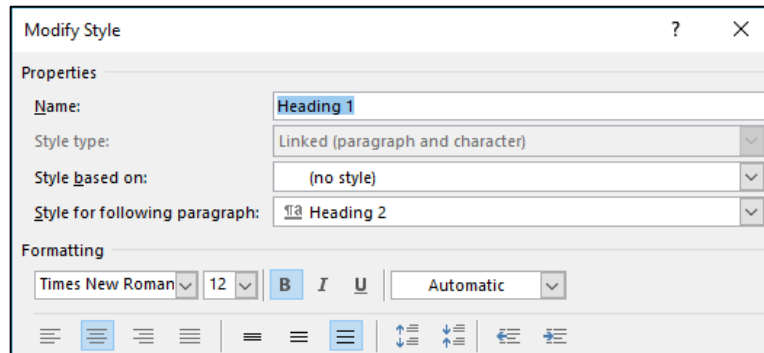 Modify Style ?
Properties
Name: Heading 1
Style type: Linked (paragraph and character)
Style based on: (no style)
Style for following paragraph: ¶a Heading 2
Formatting
Times New Roman 12 B I U Automatic